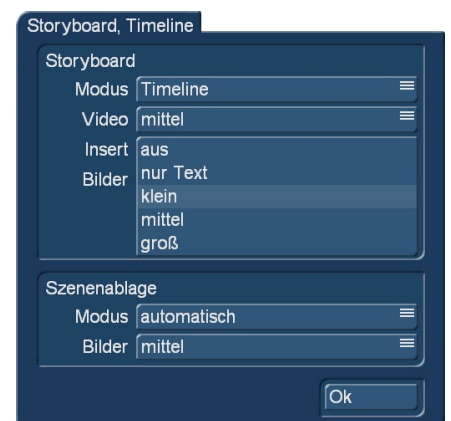 Storyboard, Timeline
Storyboard
Modus Timeline
Video mittel
Insert aus
Bilder nur Text
klein
mittel
groß
Szenenablage
Modus automatisch
Bilder mittel
Ok